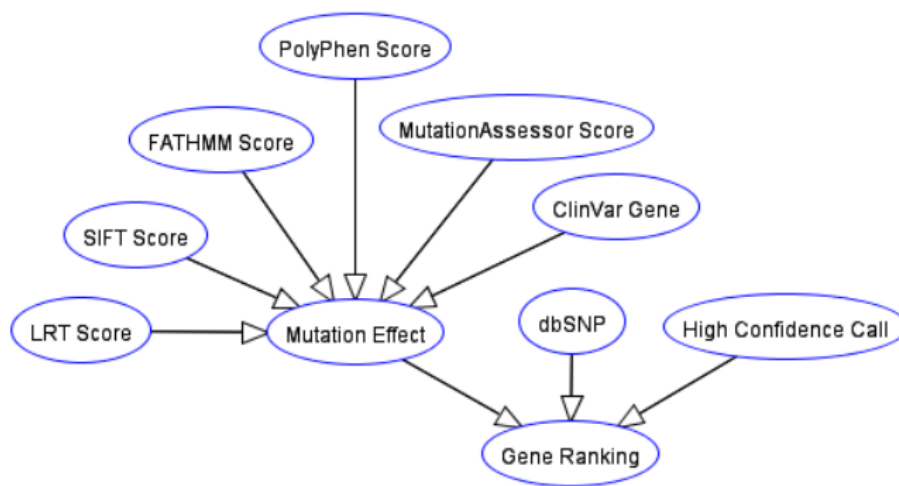 PolyPhen Score
MutationAssessor Score
FATHMM Score
ClinVar Gene
SIFT Score
dbSNP
High Confidence Call
LRT Score
Mutation Effect
Gene Ranking